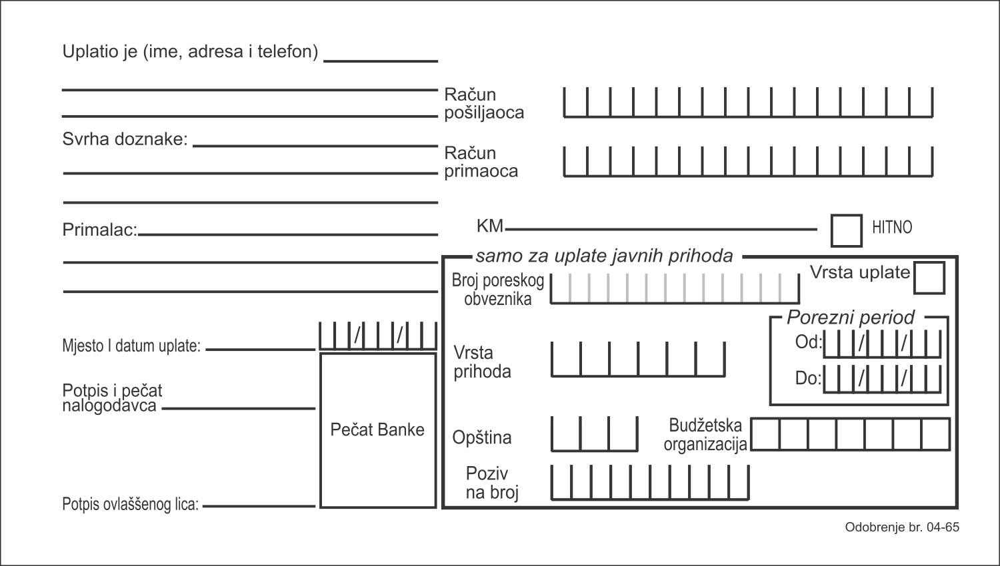 Uplatio je (ime, adresa i telefon)
Račun
pošiljaoca
Svrha doznake:
Račun
primaoca
Primalac:
KM
HITNO
samo za uplate javnih prihoda
Broj poreskog
obveznika
Vrsta uplate
Porezni period
Od: / /
Do: / /
Mjesto I datum uplate: / /
Vrsta
prihoda
Potpis i pečat
nalogodavca
Pečat Banke
Opština
Budžetska
organizacija
Poziv
na broj
Potpis ovlaššenog lica:
Odobrenje br. 04-65